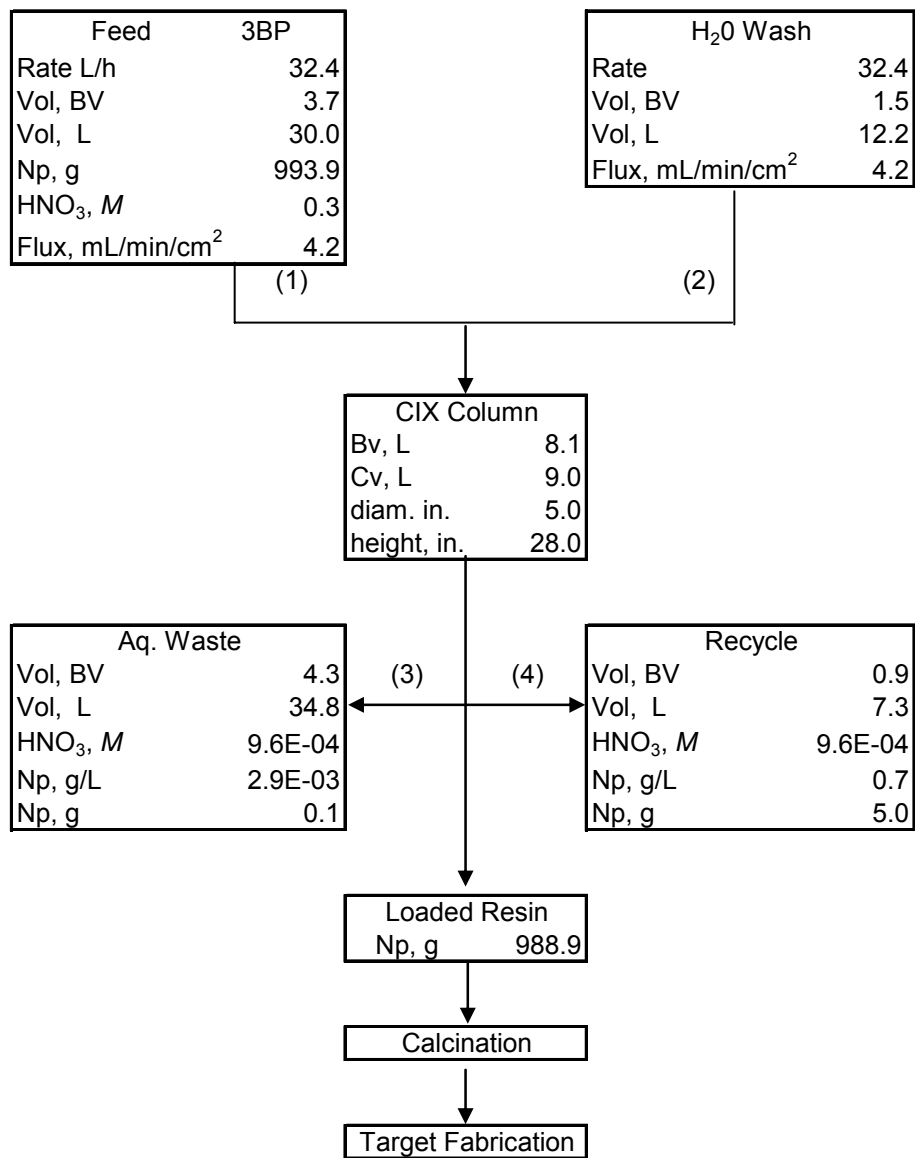 Feed 3BP
Rate L/h 32.4
Vol, BV 3.7
Vol, L 30.0
Np, g 993.9
HNO₃, M 0.3
Flux, mL/min/cm² 4.2
H₂0 Wash
Rate 32.4
Vol, BV 1.5
Vol, L 12.2
Flux, mL/min/cm² 4.2
(1)
(2)
CIX Column
Bv, L 8.1
Cv, L 9.0
diam. in. 5.0
height, in. 28.0
Aq. Waste
Vol, BV 4.3
Vol, L 34.8
HNO₃, M 9.6E-04
Np, g/L 2.9E-03
Np, g 0.1
(3)
(4)
Recycle
Vol, BV 0.9
Vol, L 7.3
HNO₃, M 9.6E-04
Np, g/L 0.7
Np, g 5.0
Loaded Resin
Np, g 988.9
Calcination
Target Fabrication